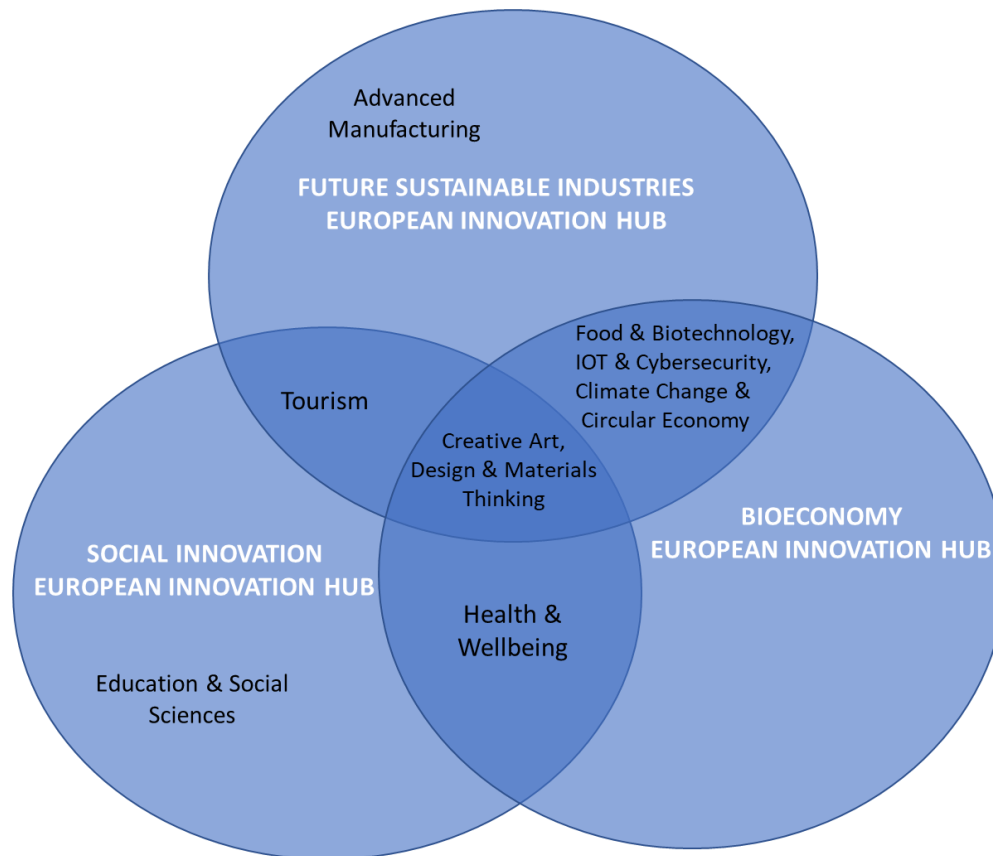 Advanced
Manufacturing
FUTURE SUSTAINABLE INDUSTRIES
EUROPEAN INNOVATION HUB
Food & Biotechnology,
IOT & Cybersecurity,
Climate Change &
Circular Economy
Tourism
Creative Art,
Design & Materials
Thinking
BIOECONOMY
EUROPEAN INNOVATION HUB
SOCIAL INNOVATION
EUROPEAN INNOVATION HUB
Health &
Wellbeing
Education & Social
Sciences